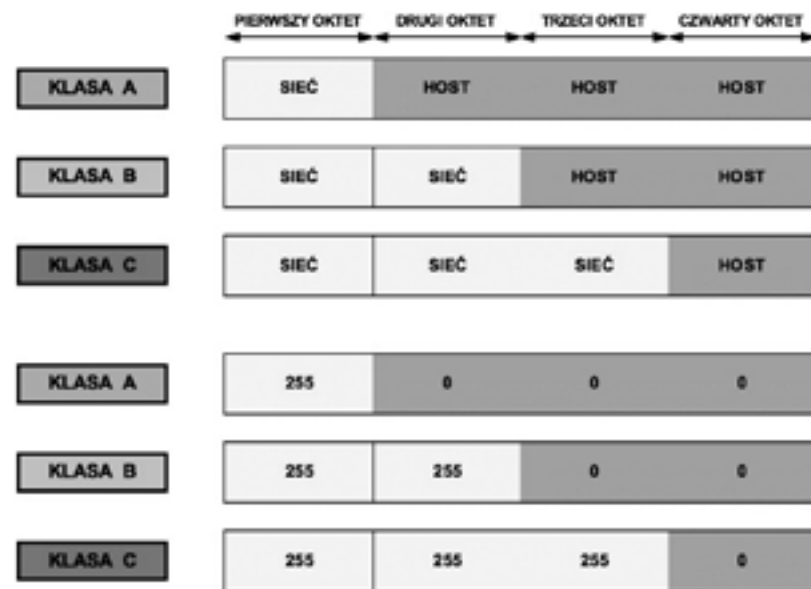 PIERWSZY OKTET DRUGI OKTET TRZECI OKTET CZWARTY OKTET
KLASA A SIEĆ HOST HOST HOST
KLASA B SIEĆ SIEĆ HOST HOST
KLASA C SIEĆ SIEĆ SIEĆ HOST
KLASA A 255 0 0 0
KLASA B 255 255 0 0
KLASA C 255 255 255 0